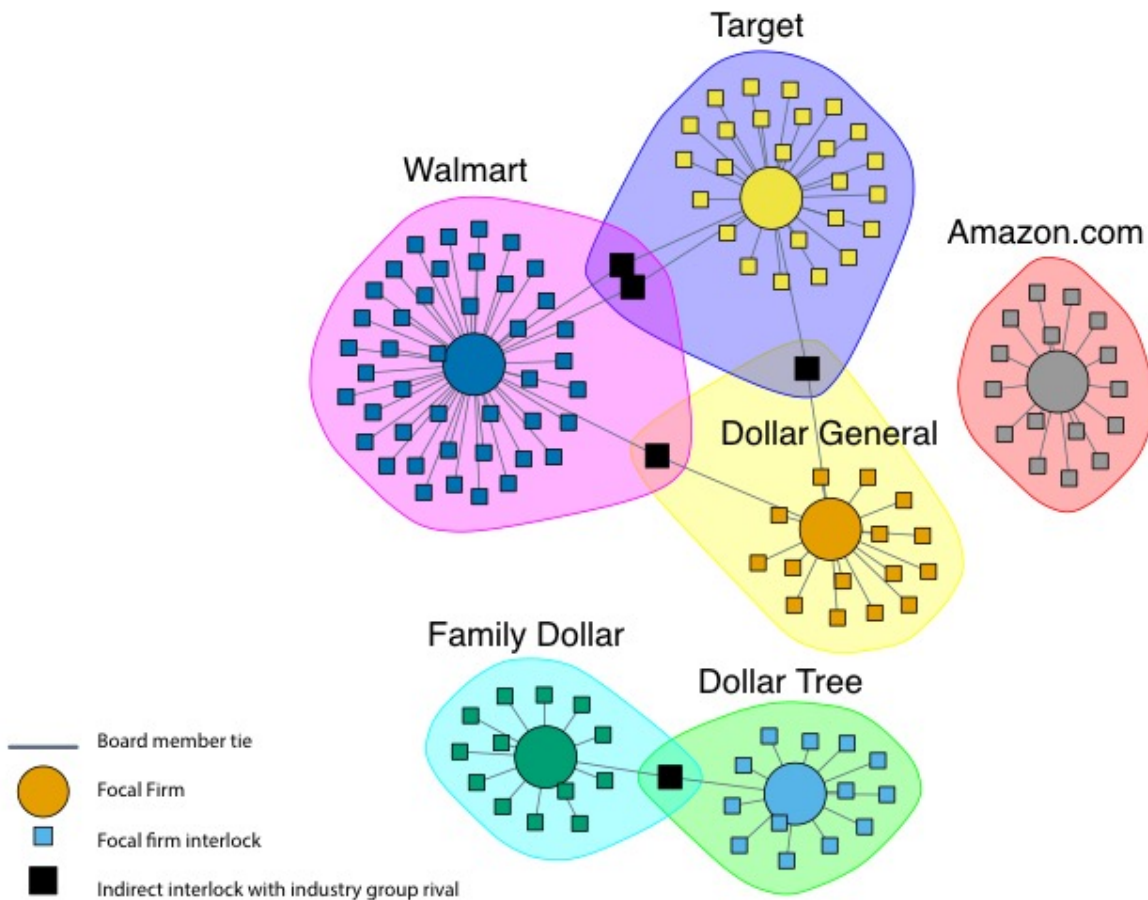 Target
Walmart
Amazon.com
Dollar General
Family Dollar
Dollar Tree
Board member tie
Focal Firm
Focal firm interlock
Indirect interlock with industry group rival